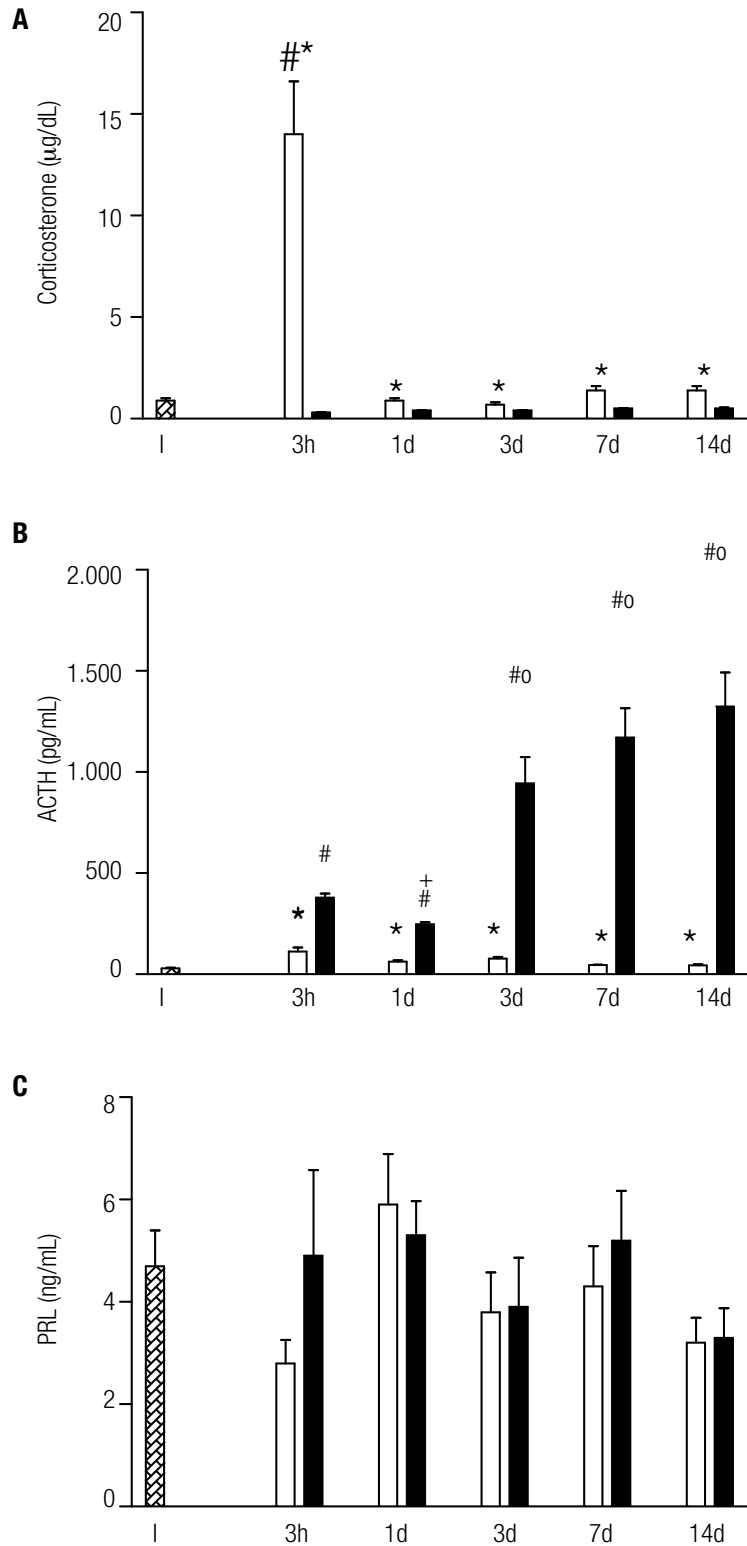 A
Corticosterone (µg/dL)
20
15
10
5
0
#*
*
*
*
*
I 3h 1d 3d 7d 14d
B
ACTH (pg/mL)
2.000
1.500
1.000
500
0
#o
#o
#o
#
+
#
*
*
*
*
*
I 3h 1d 3d 7d 14d
C
PRL (ng/mL)
8
6
4
2
0
I 3h 1d 3d 7d 14d